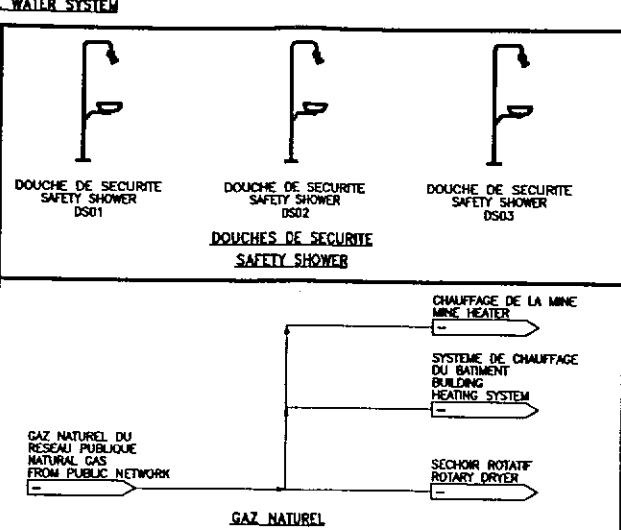 WATER SYSTEM
DOUCHE DE SECURITE
SAFETY SHOWER
DS01
DOUCHE DE SECURITE
SAFETY SHOWER
DS02
DOUCHE DE SECURITE
SAFETY SHOWER
DS03
DOUCHES DE SECURITE
SAFETY SHOWER
CHAUFFAGE DE LA MINE
MINE HEATER
-
SYSTEME DE CHAUFFAGE
DU BATIMENT
BUILDING
HEATING SYSTEM
-
GAZ NATUREL DU
RESEAU PUBLIQUE
NATURAL GAS
FROM PUBLIC NETWORK
-
SECHOIR ROTATIF
ROTARY DRYER
-
GAZ NATUREL